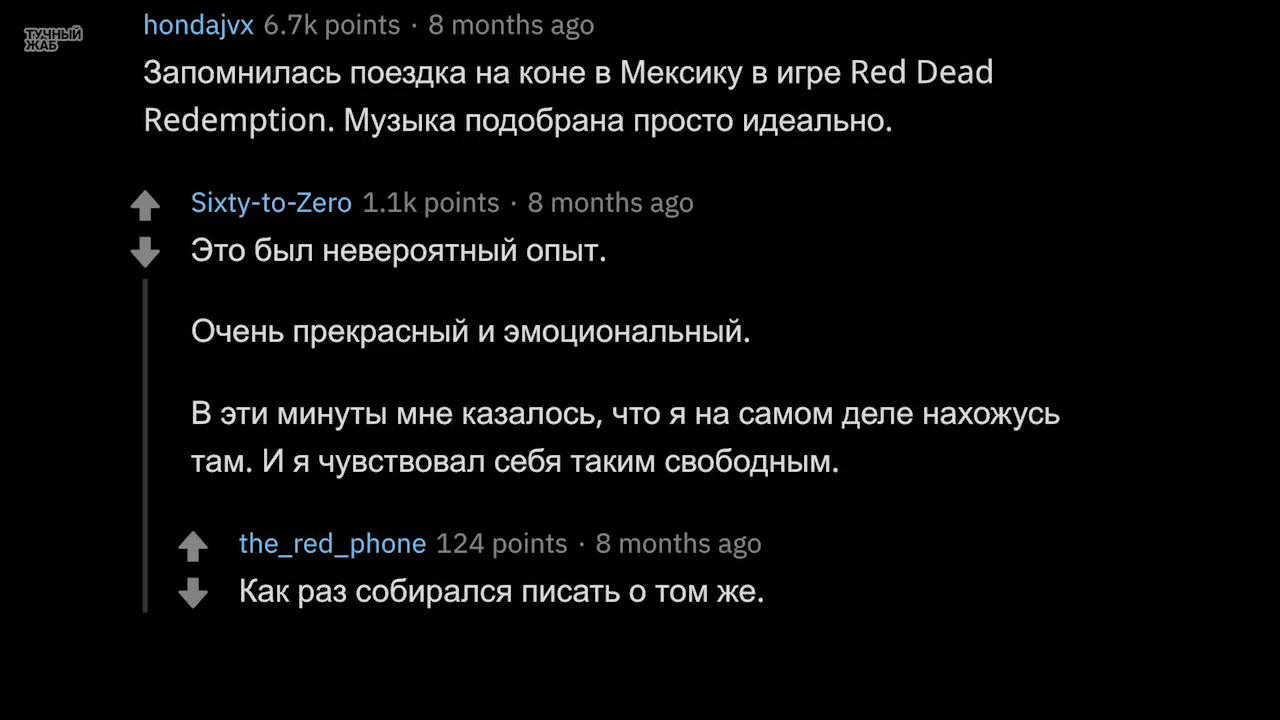 ТУЧНЫЙ
ЖАБ
hondajvx 6.7k points · 8 months ago
Запомнилась поездка на коне в Мексику в игре Red Dead
Redemption. Музыка подобрана просто идеально.
Sixty-to-Zero 1.1k points · 8 months ago
Это был невероятный опыт.
Очень прекрасный и эмоциональный.
В эти минуты мне казалось, что я на самом деле нахожусь
там. И я чувствовал себя таким свободным.
the_red_phone 124 points · 8 months ago
Как раз собирался писать о том же.